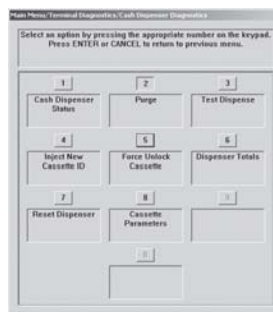 Main Menu/Terminal Diagnostics/Cash Dispenser Diagnostics
Select an option by pressing the appropriate number on the keypad.
Press ENTER or CANCEL to return to
previous menu.
1
2
3
Cash Dispenser
Status
Purge
Test Dispense
4
5
6
Inject New
Cassette ID
Force Unlock
Cassette
Dispenser Totals
7
8
9
Reset Dispenser
Cassette
Parameters
0